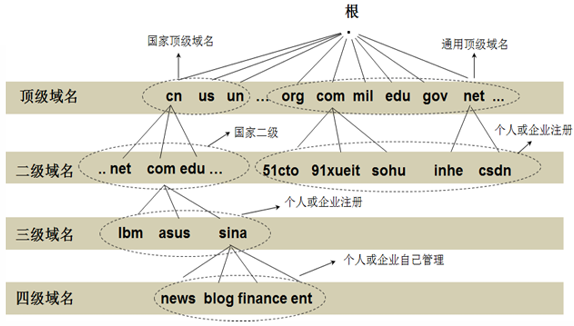 根
.
国家顶级域名
通用顶级域名
顶级域名 cn us un ... org com mil edu gov net ...
国家二级
个人或企业注册
二级域名 .. net com edu ... 51cto 91xueit sohu inhe csdn
个人或企业注册
三级域名 lbm asus sina
个人或企业自己管理
四级域名 news blog finance ent